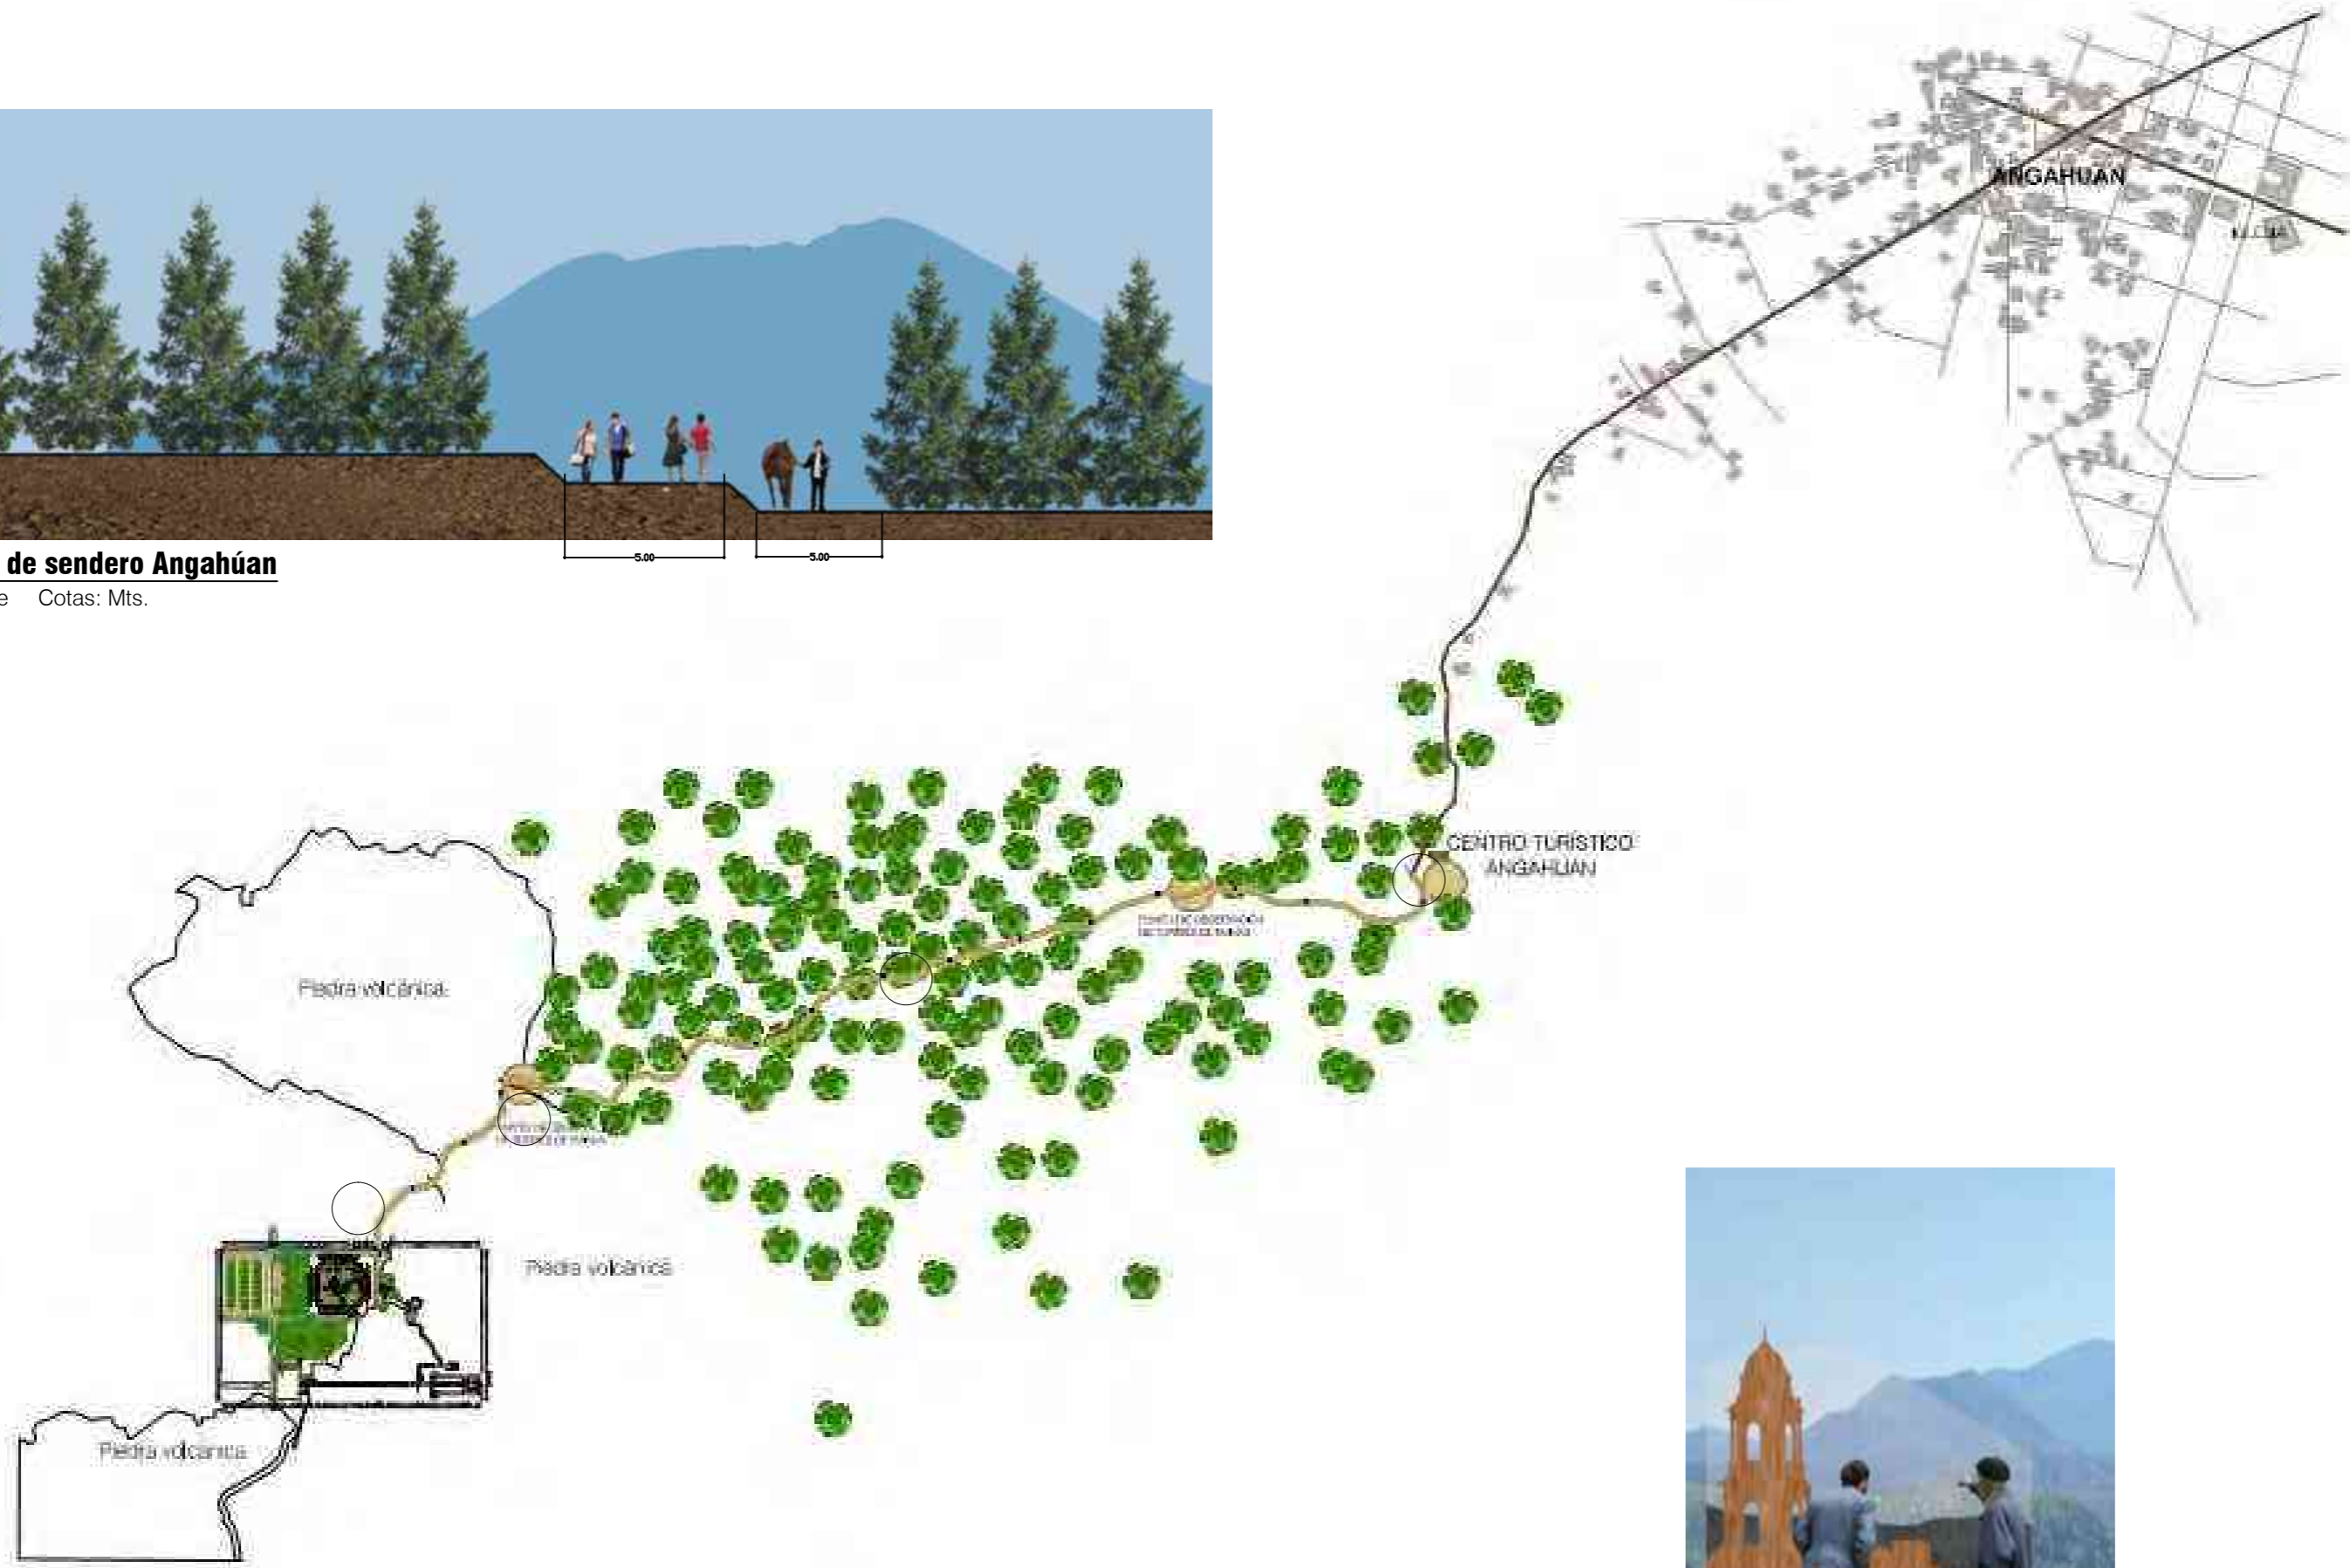 ANGAHUAN
5.00
5.00
de sendero Angahúan
e Cotas: Mts.
CENTRO TURÍSTICO
ANGAHUAN
Piedra volcánica
Piedra volcánica
Piedra volcánica